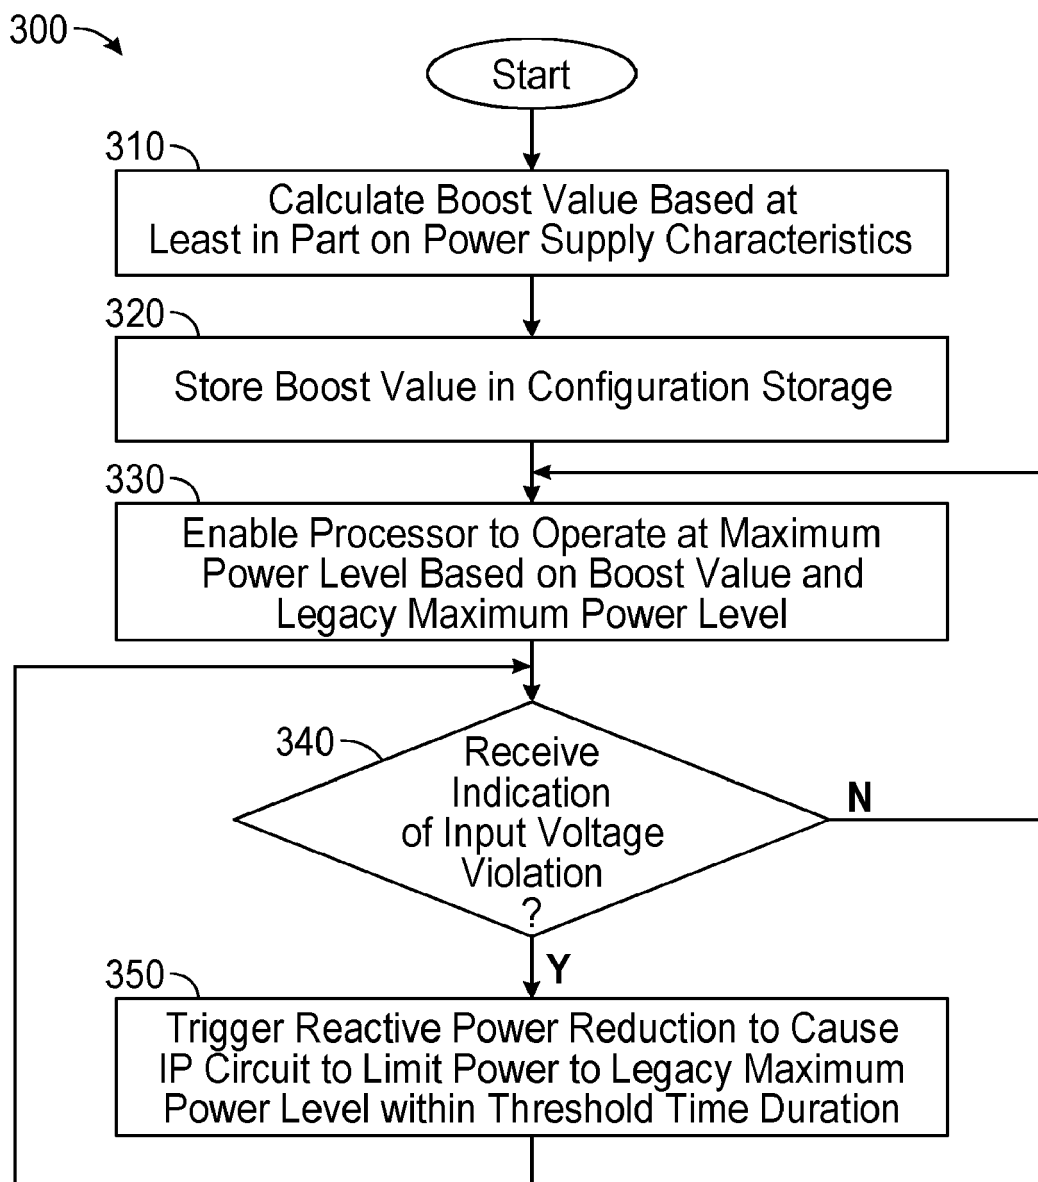 300
Start
310
Calculate Boost Value Based at
Least in Part on Power Supply Characteristics
320
Store Boost Value in Configuration Storage
330
Enable Processor to Operate at Maximum
Power Level Based on Boost Value and
Legacy Maximum Power Level
340
Receive
Indication
of Input Voltage
Violation
?
N
Y
350
Trigger Reactive Power Reduction to Cause
IP Circuit to Limit Power to Legacy Maximum
Power Level within Threshold Time Duration